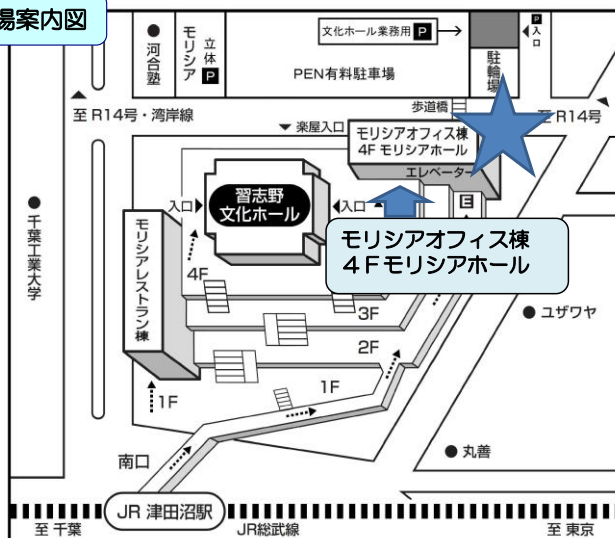 場案内図
河合塾
モリシア
立体 P
文化ホール業務用 P
PEN有料駐車場
駐輪場
P
入口
至 R14号・湾岸線
歩道橋
至 R14号
楽屋入口
モリシアオフィス棟
4F モリシアホール
エレベーター
E
習志野
文化ホール
入口
入口
モリシアオフィス棟
４Ｆモリシアホール
千葉工業大学
モリシアレストラン棟
4F
3F
2F
1F
1F
ユザワヤ
丸善
南口
JR 津田沼駅
至 千葉
JR総武線
至 東京